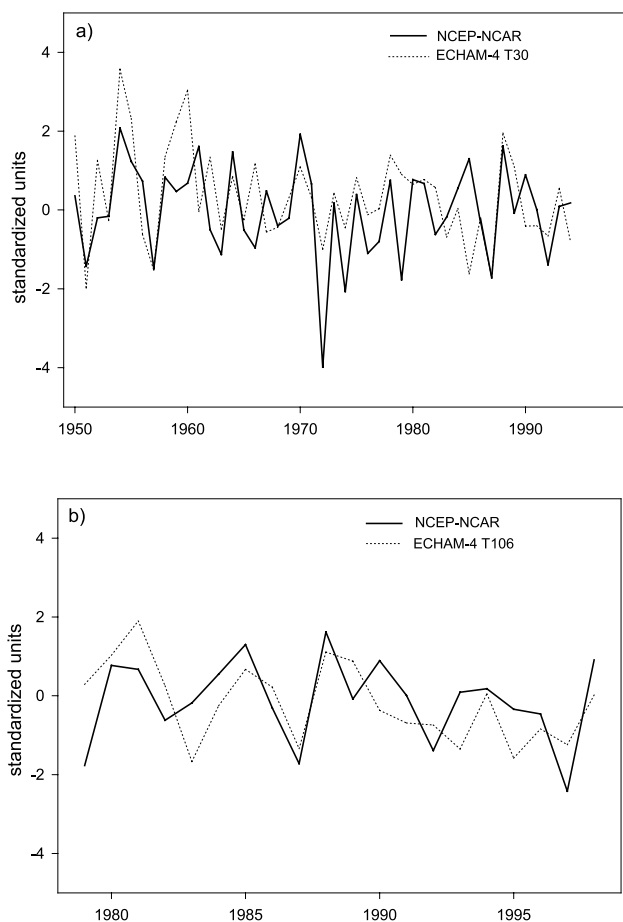 a)
NCEP-NCAR
ECHAM-4 T30
standardized units
4
2
0
-2
-4
1950 1960 1970 1980 1990
b)
NCEP-NCAR
ECHAM-4 T106
standardized units
4
2
0
-2
-4
1980 1985 1990 1995